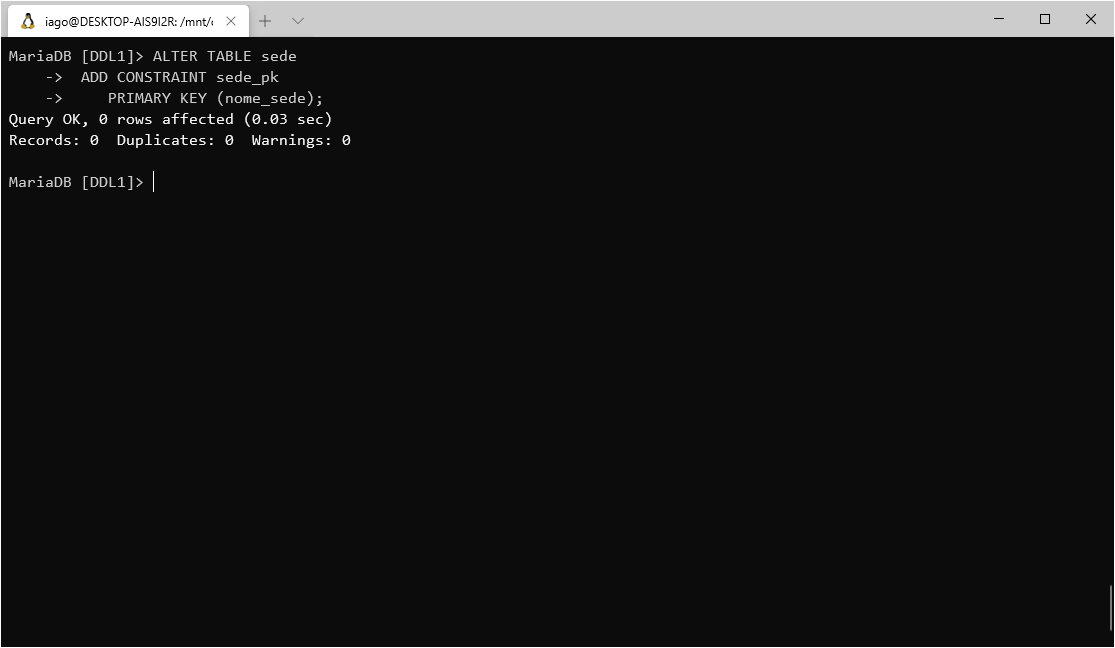 iago@DESKTOP-AIS9I2R: /mnt/
MariaDB [DDL1]> ALTER TABLE sede
    ->  ADD CONSTRAINT sede_pk
    ->     PRIMARY KEY (nome_sede);
Query OK, 0 rows affected (0.03 sec)
Records: 0  Duplicates: 0  Warnings: 0
MariaDB [DDL1]>